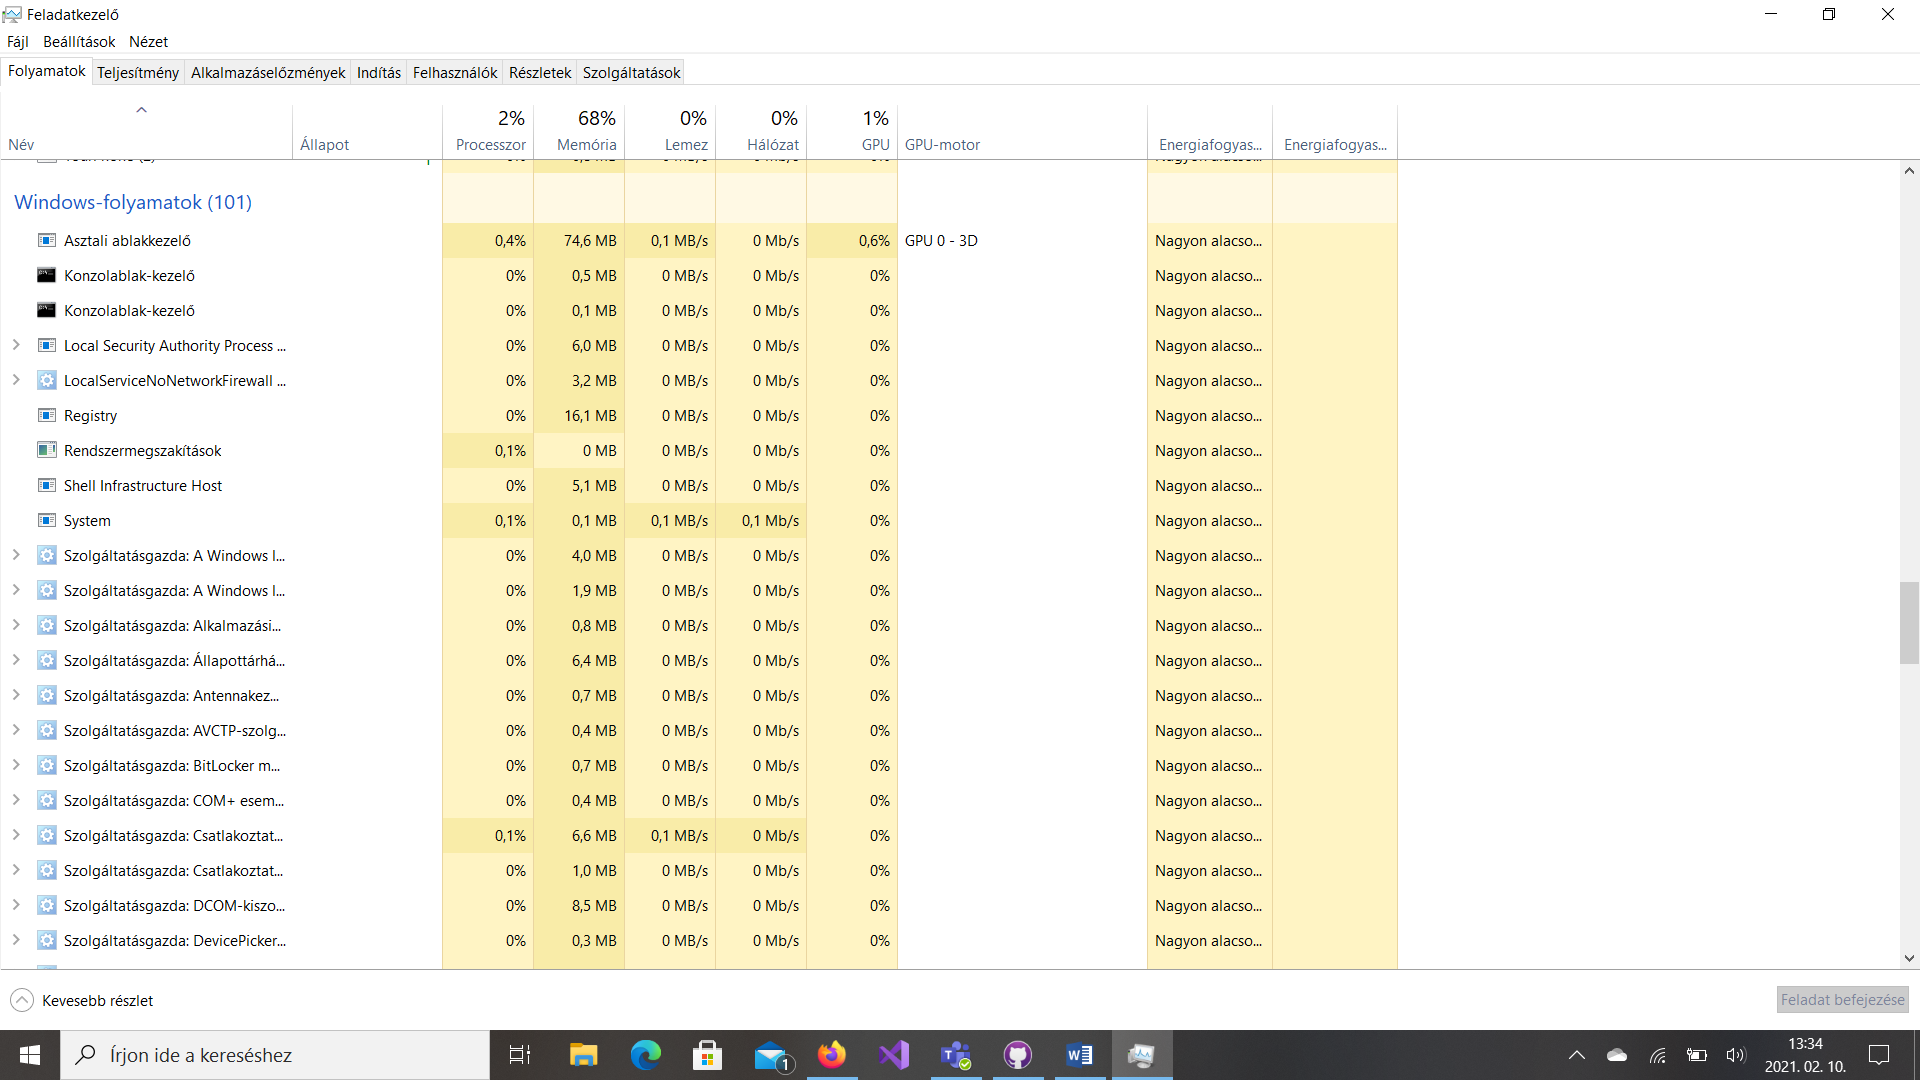 Feladatkezelő
Fájl Beállítások Nézet
Folyamatok Teljesítmény Alkalmazáselőzmények Indítás Felhasználók Részletek Szolgáltatások
2% 68% 0% 0% 1%
Név Állapot Processzor Memória Lemez Hálózat GPU GPU-motor Energiafogyas... Energiafogyas...
Windows-folyamatok (101)
Asztali ablakkezelő 0,4% 74,6 MB 0,1 MB/s 0 Mb/s 0,6% GPU 0 - 3D Nagyon alacso...
Konzolablak-kezelő 0% 0,5 MB 0 MB/s 0 Mb/s 0% Nagyon alacso...
Konzolablak-kezelő 0% 0,1 MB 0 MB/s 0 Mb/s 0% Nagyon alacso...
Local Security Authority Process ... 0% 6,0 MB 0 MB/s 0 Mb/s 0% Nagyon alacso...
LocalServiceNoNetworkFirewall ... 0% 3,2 MB 0 MB/s 0 Mb/s 0% Nagyon alacso...
Registry 0% 16,1 MB 0 MB/s 0 Mb/s 0% Nagyon alacso...
Rendszermegszakítások 0,1% 0 MB 0 MB/s 0 Mb/s 0% Nagyon alacso...
Shell Infrastructure Host 0% 5,1 MB 0 MB/s 0 Mb/s 0% Nagyon alacso...
System 0,1% 0,1 MB 0,1 MB/s 0,1 Mb/s 0% Nagyon alacso...
Szolgáltatásgazda: A Windows l... 0% 4,0 MB 0 MB/s 0 Mb/s 0% Nagyon alacso...
Szolgáltatásgazda: A Windows l... 0% 1,9 MB 0 MB/s 0 Mb/s 0% Nagyon alacso...
Szolgáltatásgazda: Alkalmazási... 0% 0,8 MB 0 MB/s 0 Mb/s 0% Nagyon alacso...
Szolgáltatásgazda: Állapottárhá... 0% 6,4 MB 0 MB/s 0 Mb/s 0% Nagyon alacso...
Szolgáltatásgazda: Antennakez... 0% 0,7 MB 0 MB/s 0 Mb/s 0% Nagyon alacso...
Szolgáltatásgazda: AVCTP-szolg... 0% 0,4 MB 0 MB/s 0 Mb/s 0% Nagyon alacso...
Szolgáltatásgazda: BitLocker m... 0% 0,7 MB 0 MB/s 0 Mb/s 0% Nagyon alacso...
Szolgáltatásgazda: COM+ esem... 0% 0,4 MB 0 MB/s 0 Mb/s 0% Nagyon alacso...
Szolgáltatásgazda: Csatlakoztat... 0,1% 6,6 MB 0,1 MB/s 0 Mb/s 0% Nagyon alacso...
Szolgáltatásgazda: Csatlakoztat... 0% 1,0 MB 0 MB/s 0 Mb/s 0% Nagyon alacso...
Szolgáltatásgazda: DCOM-kiszo... 0% 8,5 MB 0 MB/s 0 Mb/s 0% Nagyon alacso...
Szolgáltatásgazda: DevicePicker... 0% 0,3 MB 0 MB/s 0 Mb/s 0% Nagyon alacso...
Kevesebb részlet Feladat befejezése
Írjon ide a kereséshez 1 13:34
2021. 02. 10.